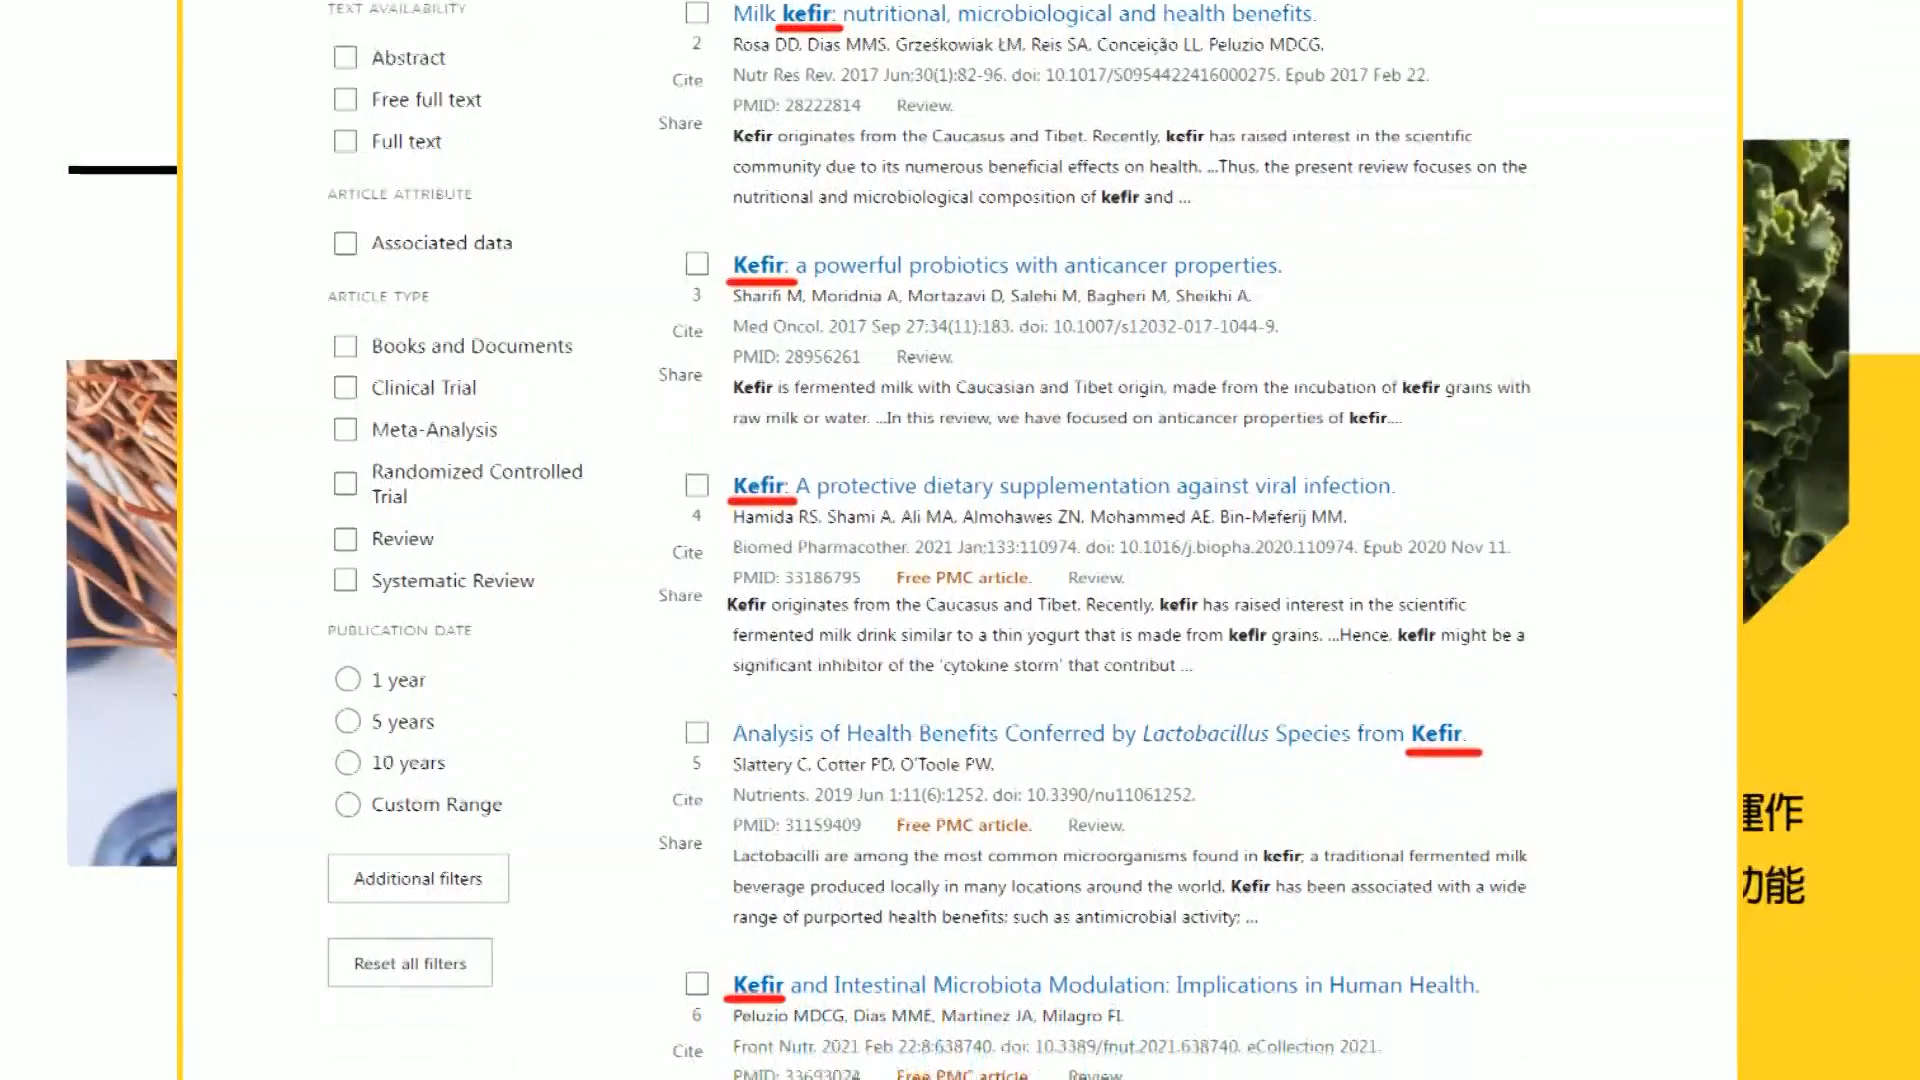 TEXT AVAILABILITY
Abstract
Free full text
Full text
ARTICLE ATTRIBUTE
Associated data
ARTICLE TYPE
Books and Documents
Clinical Trial
Meta-Analysis
Randomized Controlled
Trial
Review
Systematic Review
PUBLICATION DATE
1 year
5 years
10 years
Custom Range
Additional filters
Reset all filters
Milk kefir: nutritional, microbiological and health benefits.
2
Rosa DD, Dias MMS, Grześkowiak ŁM, Reis SA, Conceição LL, Peluzio MDCG.
Cite
Nutr Res Rev. 2017 Jun;30(1):82-96. doi: 10.1017/S0954422416000275. Epub 2017 Feb 22.
PMID: 28222814 Review.
Share
Kefir originates from the Caucasus and Tibet. Recently, kefir has raised interest in the scientific
community due to its numerous beneficial effects on health. ...Thus, the present review focuses on the
nutritional and microbiological composition of kefir and ...
Kefir: a powerful probiotics with anticancer properties.
3
Sharifi M, Moridnia A, Mortazavi D, Salehi M, Bagheri M, Sheikhi A.
Cite
Med Oncol. 2017 Sep 27;34(11):183. doi: 10.1007/s12032-017-1044-9.
PMID: 28956261 Review.
Share
Kefir is fermented milk with Caucasian and Tibet origin, made from the incubation of kefir grains with
raw milk or water. ...In this review, we have focused on anticancer properties of kefir....
Kefir: A protective dietary supplementation against viral infection.
4
Hamida RS, Shami A, Ali MA, Almohawes ZN, Mohammed AE, Bin-Meferij MM.
Cite
Biomed Pharmacother. 2021 Jan;133:110974. doi: 10.1016/j.biopha.2020.110974. Epub 2020 Nov 11.
PMID: 33186795 Free PMC article. Review.
Share
Kefir originates from the Caucasus and Tibet. Recently, kefir has raised interest in the scientific
fermented milk drink similar to a thin yogurt that is made from kefir grains. ...Hence, kefir might be a
significant inhibitor of the 'cytokine storm' that contribut ...
Analysis of Health Benefits Conferred by Lactobacillus Species from Kefir.
5
Slattery C, Cotter PD, O'Toole PW.
Cite
Nutrients. 2019 Jun 1;11(6):1252. doi: 10.3390/nu11061252.
PMID: 31159409 Free PMC article. Review.
Share
Lactobacilli are among the most common microorganisms found in kefir; a traditional fermented milk
beverage produced locally in many locations around the world. Kefir has been associated with a wide
range of purported health benefits; such as antimicrobial activity; ...
Kefir and Intestinal Microbiota Modulation: Implications in Human Health.
6
Peluzio MDCG, Dias MME, Martinez JA, Milagro FI.
Cite
Front Nutr. 2021 Feb 22;8:638740. doi: 10.3389/fnut.2021.638740. eCollection 2021.
PMID: 33693024 Free PMC article. Review.
運作
功能